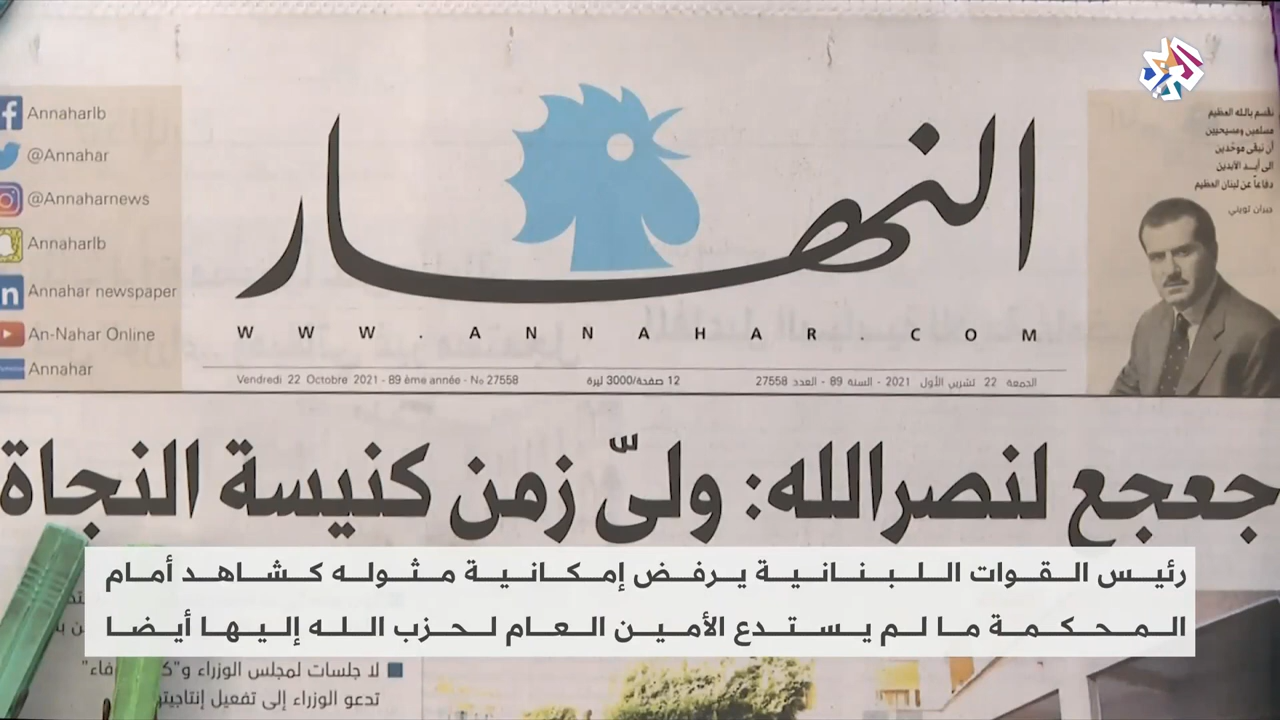 Annaharlb
@Annahar
@Annaharnews
Annaharlb
Annahar newspaper
An-Nahar Online
Annahar
النهار
WWW.ANNAHAR.COM
نقسم بالله العظيم
مسلمين ومسيحيين
أن نبقى موحدين
الى أبد الآبدين
دفاعاً عن لبنان العظيم
جبران تويني
الجمعة 22 تشرين الأول 2021 - السنة 89 - العدد 27558
12 صفحة/3000 ليرة
Vendredi 22 Octobre 2021 - 89 ème année - No 27558
جعجع لنصرالله: ولّى زمن كنيسة النجاة
رئيس القوات اللبنانية يرفض إمكانية مثوله كشاهد أمام
المحكمة ما لم يستدع الأمين العام لحزب الله إليها أيضا
لا جلسات لمجلس الوزراء و"
تدعو الوزراء إلى تفعيل